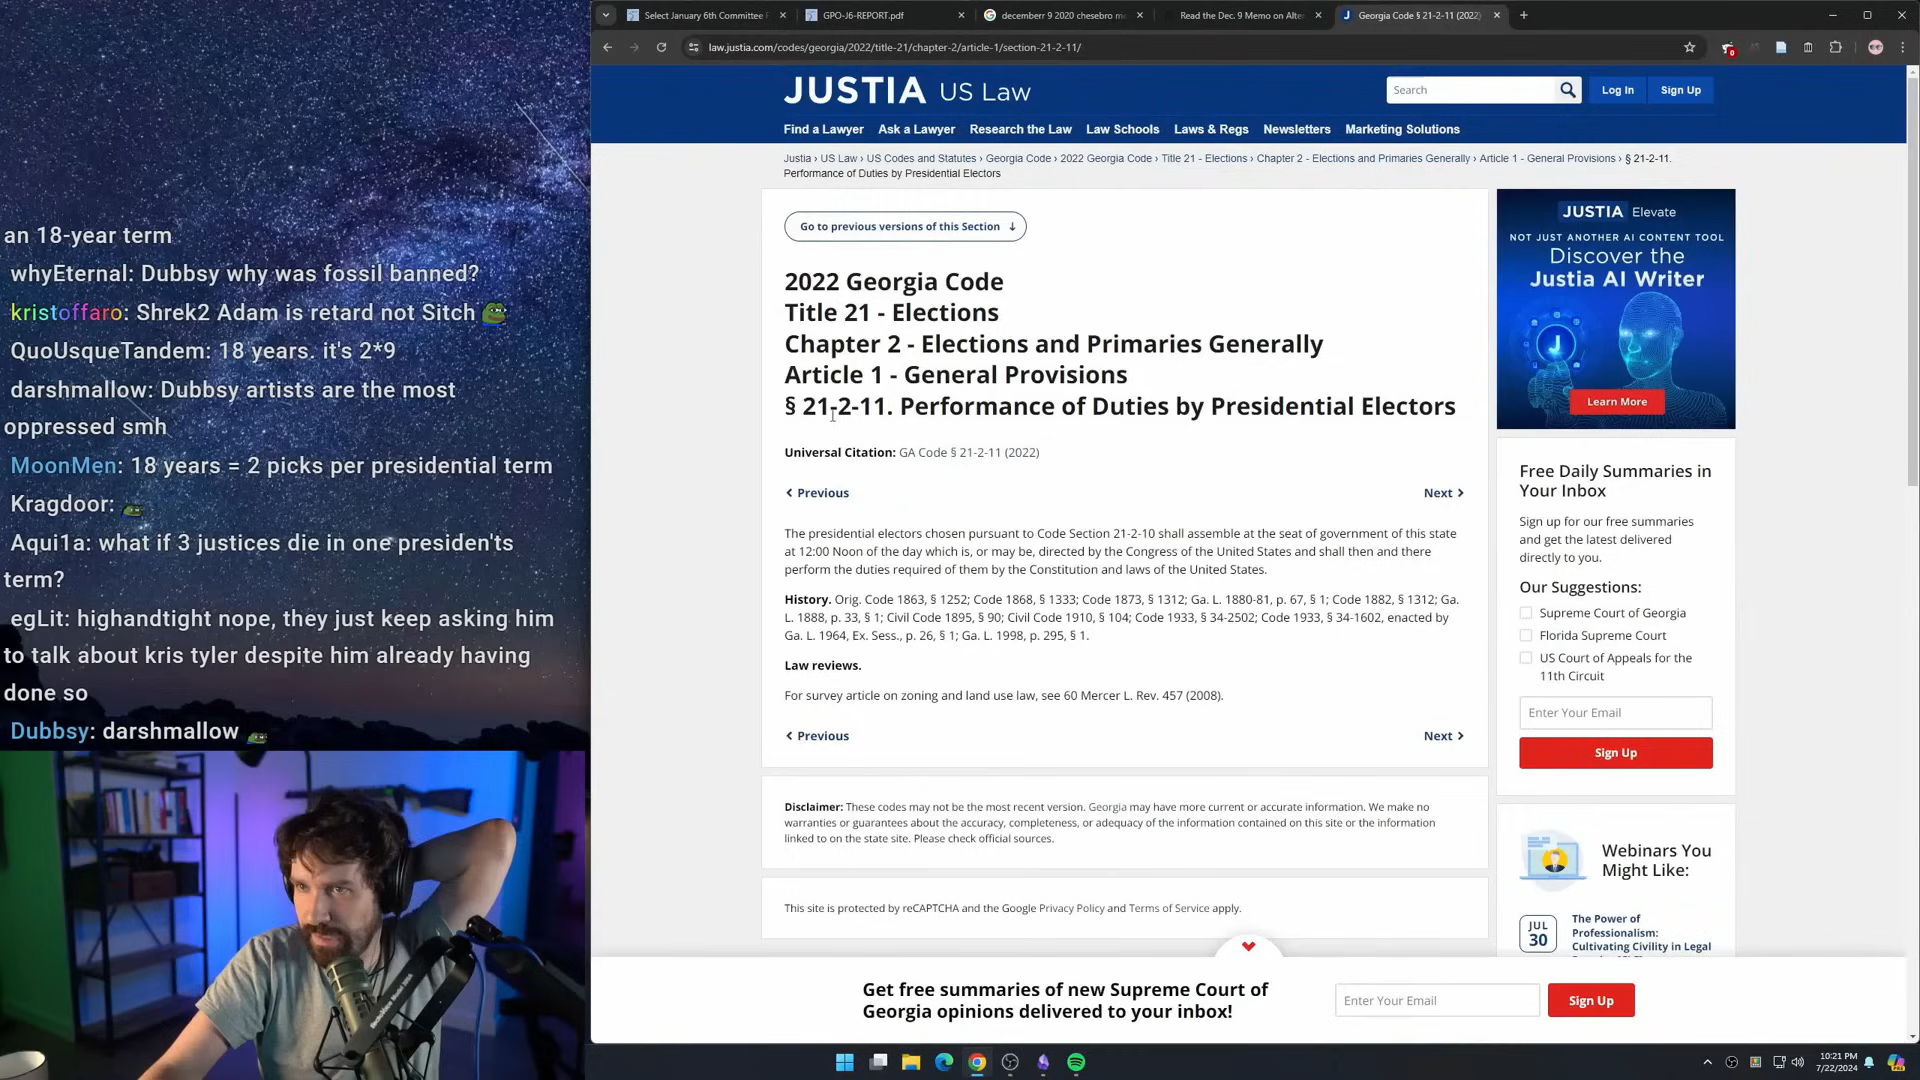 Select January 6th Committee F
GPO-J6-REPORT.pdf
decemberr 9 2020 chesebro me
Read the Dec. 9 Memo on Alte
Georgia Code § 21-2-11 (2022)
law.justia.com/codes/georgia/2022/title-21/chapter-2/article-1/section-21-2-11/
JUSTIA US Law
Search
Log In
Sign Up
Find a Lawyer
Ask a Lawyer
Research the Law
Law Schools
Laws & Regs
Newsletters
Marketing Solutions
Justia › US Law › US Codes and Statutes › Georgia Code › 2022 Georgia Code › Title 21 - Elections › Chapter 2 - Elections and Primaries Generally › Article 1 - General Provisions › § 21-2-11.
Performance of Duties by Presidential Electors
Go to previous versions of this Section ↓
2022 Georgia Code
Title 21 - Elections
Chapter 2 - Elections and Primaries Generally
Article 1 - General Provisions
§ 21-2-11. Performance of Duties by Presidential Electors
Universal Citation: GA Code § 21-2-11 (2022)
Previous
Next
The presidential electors chosen pursuant to Code Section 21-2-10 shall assemble at the seat of government of this state
at 12:00 Noon of the day which is, or may be, directed by the Congress of the United States and shall then and there
perform the duties required of them by the Constitution and laws of the United States.
History. Orig. Code 1863, § 1252; Code 1868, § 1333; Code 1873, § 1312; Ga. L. 1880-81, p. 67, § 1; Code 1882, § 1312; Ga.
L. 1888, p. 33, § 1; Civil Code 1895, § 90; Civil Code 1910, § 104; Code 1933, § 34-2502; Code 1933, § 34-1602, enacted by
Ga. L. 1964, Ex. Sess., p. 26, § 1; Ga. L. 1998, p. 295, § 1.
Law reviews.
For survey article on zoning and land use law, see 60 Mercer L. Rev. 457 (2008).
Previous
Next
Disclaimer: These codes may not be the most recent version. Georgia may have more current or accurate information. We make no
warranties or guarantees about the accuracy, completeness, or adequacy of the information contained on this site or the information
linked to on the state site. Please check official sources.
This site is protected by reCAPTCHA and the Google Privacy Policy and Terms of Service apply.
JUSTIA Elevate
NOT JUST ANOTHER AI CONTENT TOOL
Discover the
Justia AI Writer
J
Learn More
Free Daily Summaries in
Your Inbox
Sign up for our free summaries
and get the latest delivered
directly to you.
Our Suggestions:
Supreme Court of Georgia
Florida Supreme Court
US Court of Appeals for the
11th Circuit
Enter Your Email
Sign Up
Webinars You
Might Like:
JUL
30
The Power of
Professionalism:
Cultivating Civility in Legal
Get free summaries of new Supreme Court of
Georgia opinions delivered to your inbox!
Enter Your Email
Sign Up
10:21 PM
7/22/2024
an 18-year term
whyEternal: Dubbsy why was fossil banned?
kristoffaro: Shrek2 Adam is retard not Sitch
QuoUsqueTandem: 18 years. it's 2*9
darshmallow: Dubbsy artists are the most
oppressed smh
MoonMen: 18 years = 2 picks per presidential term
Kragdoor:
Aqui1a: what if 3 justices die in one presiden'ts
term?
egLit: highandtight nope, they just keep asking him
to talk about kris tyler despite him already having
done so
Dubbsy: darshmallow